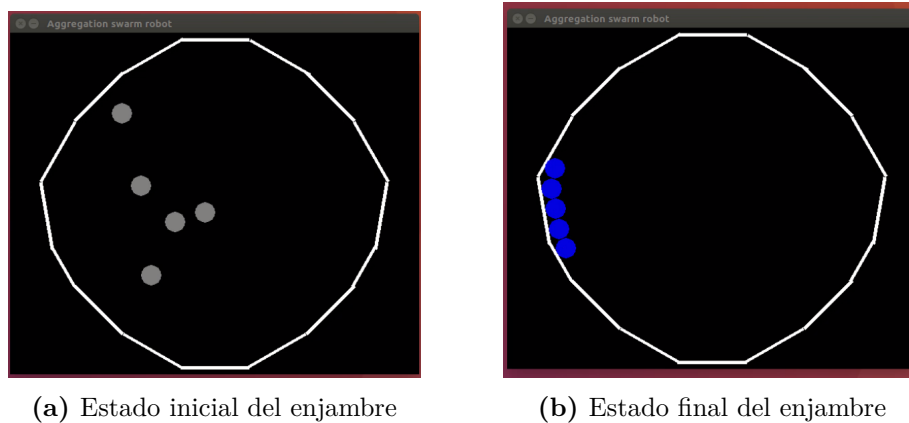 Aggregation swarm robot
Aggregation swarm robot
(a) Estado inicial del enjambre
(b) Estado final del enjambre